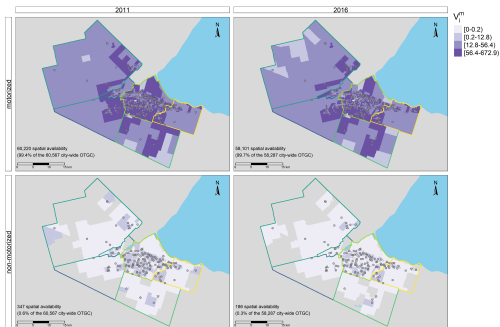 2011
2016
V_i^m
[0-0.2)
[0.2-12.8)
[12.8-56.4)
[56.4-672.9]
motorized
N
60,220 spatial availability
(99.4% of the 60,567 city-wide OTGC)
N
58,101 spatial availability
(99.7% of the 58,287 city-wide OTGC)
non-motorized
N
347 spatial availability
(0.6% of the 60,567 city-wide OTGC)
N
186 spatial availability
(0.3% of the 58,287 city-wide OTGC)